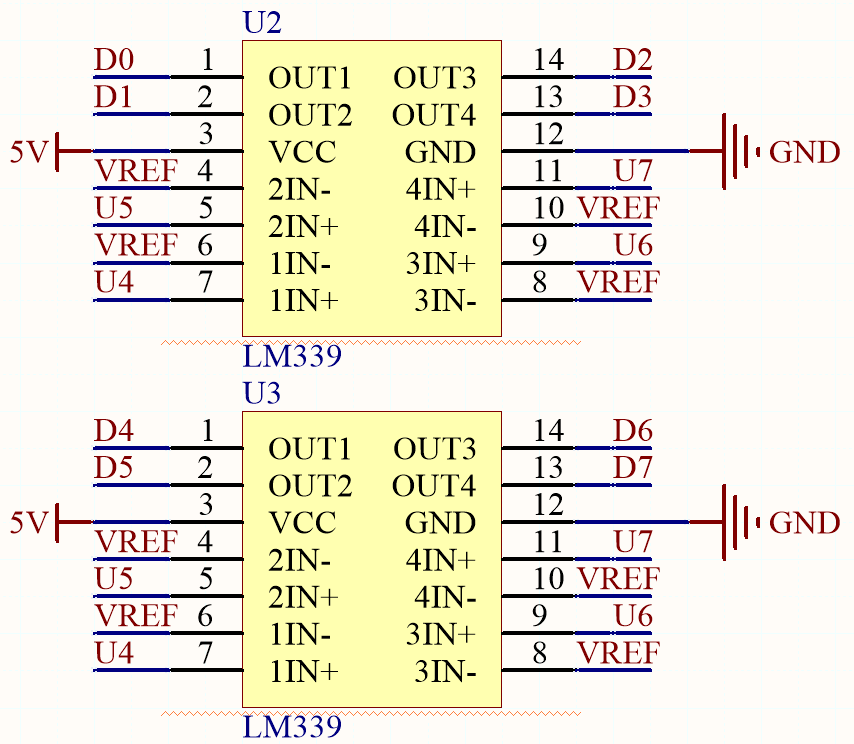 U2
D0 1 OUT1 OUT3 14 D2
D1 2 OUT2 OUT4 13 D3
5V 3 VCC GND 12 GND
VREF 4 2IN- 4IN+ 11 U7
U5 5 2IN+ 4IN- 10 VREF
VREF 6 1IN- 3IN+ 9 U6
U4 7 1IN+ 3IN- 8 VREF
LM339
U3
D4 1 OUT1 OUT3 14 D6
D5 2 OUT2 OUT4 13 D7
5V 3 VCC GND 12 GND
VREF 4 2IN- 4IN+ 11 U7
U5 5 2IN+ 4IN- 10 VREF
VREF 6 1IN- 3IN+ 9 U6
U4 7 1IN+ 3IN- 8 VREF
LM339